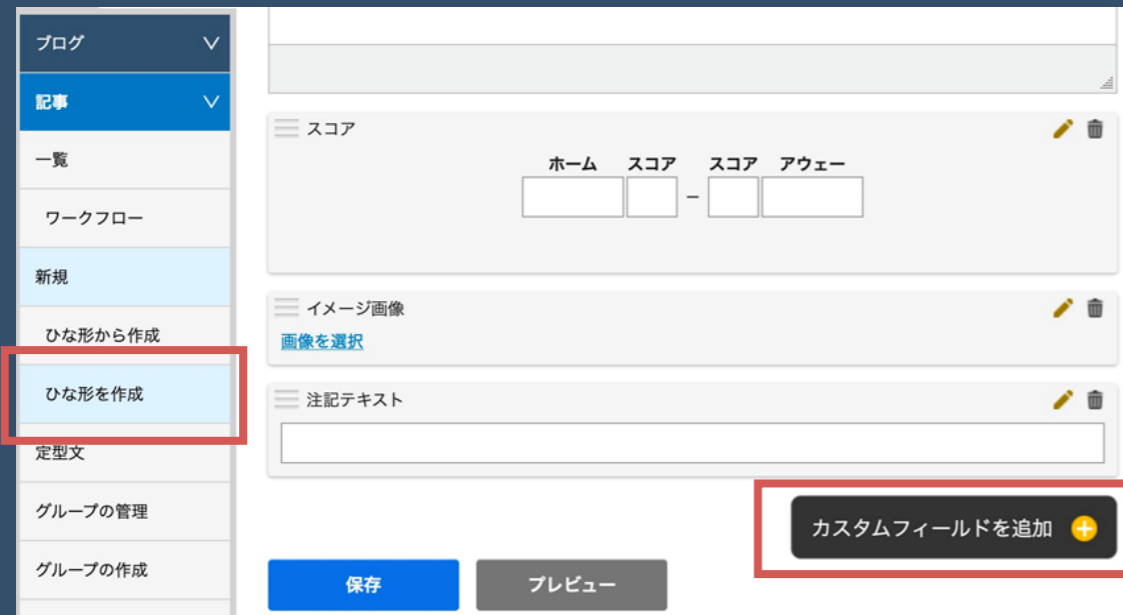 ブログ
記事
一覧
ワークフロー
新規
ひな形から作成
ひな形を作成
定型文
グループの管理
グループの作成
スコア
ホーム スコア スコア アウェー
–
イメージ画像
画像を選択
注記テキスト
カスタムフィールドを追加
保存 プレビュー